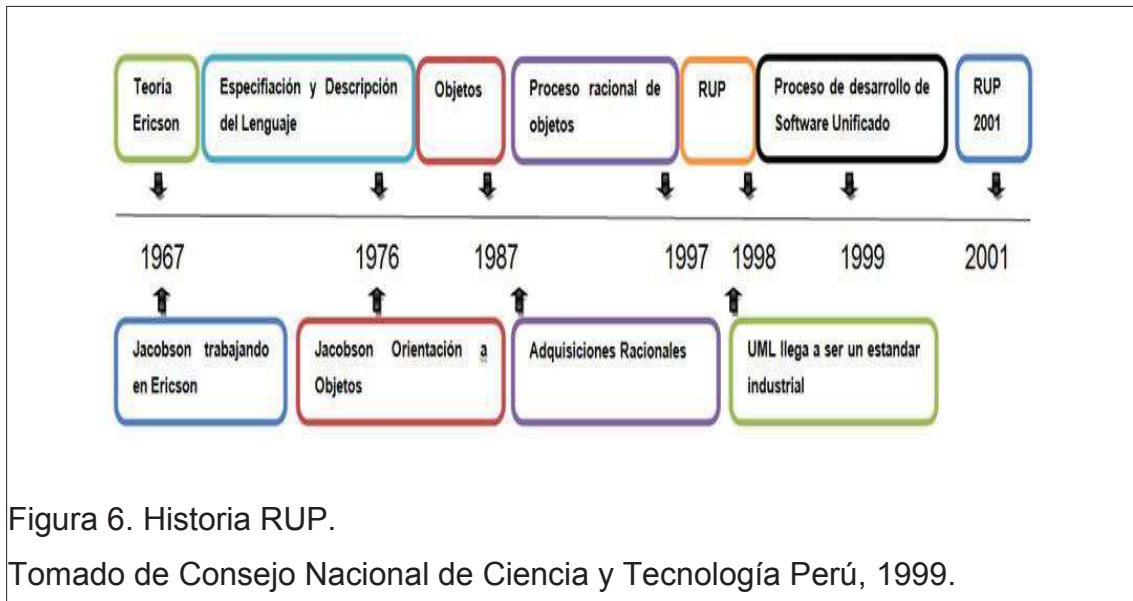 Teoría
Ericson
Especifiación y Descripción
del Lenguaje
Objetos
Proceso racional de
objetos
RUP
Proceso de desarrollo de
Software Unificado
RUP
2001
1967
1976
1987
1997
1998
1999
2001
Jacobson trabajando
en Ericson
Jacobson Orientación a
Objetos
Adquisiciones Racionales
UML llega a ser un estandar
industrial
Figura 6. Historia RUP.
Tomado de Consejo Nacional de Ciencia y Tecnología Perú, 1999.